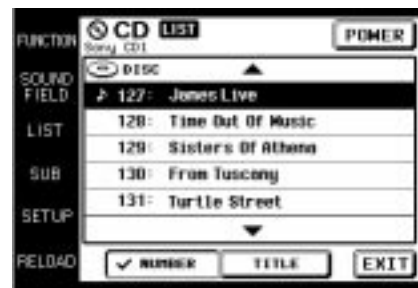 FUNCTION
SOUND
FIELD
LIST
SUB
SETUP
RELOAD
CD LIST
Sony CD1
POWER
DISC
127: James Live
128: Time Out Of Music
129: Sisters Of Athena
130: From Tuscany
131: Turtle Street
NUMBER
TITLE
EXIT